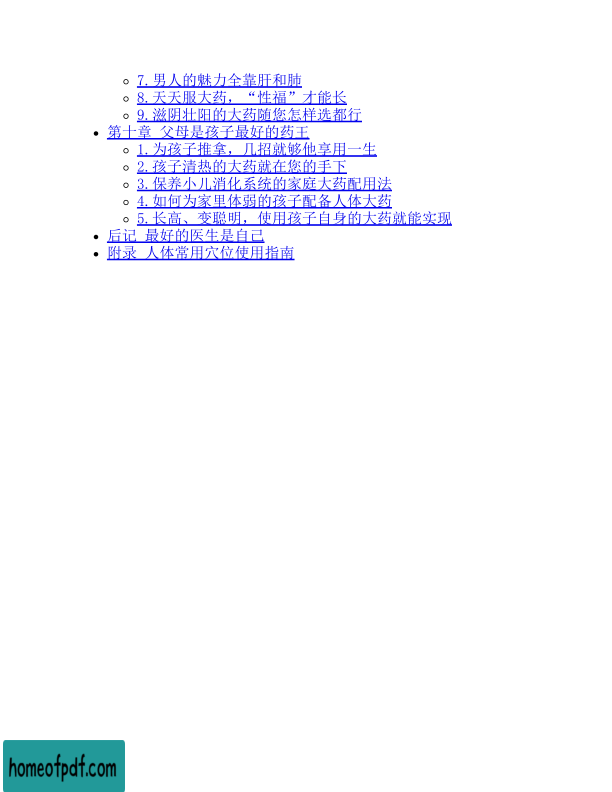 7.男人的魅力全靠肝和肺
8.天天服大药，“性福”才能长
9.滋阴壮阳的大药随您怎样选都行
第十章 父母是孩子最好的药王
1.为孩子推拿，几招就够他享用一生
2.孩子清热的大药就在您的手下
3.保养小儿消化系统的家庭大药配用法
4.如何为家里体弱的孩子配备人体大药
5.长高、变聪明，使用孩子自身的大药就能实现
后记 最好的医生是自己
附录 人体常用穴位使用指南
homeofpdf.com